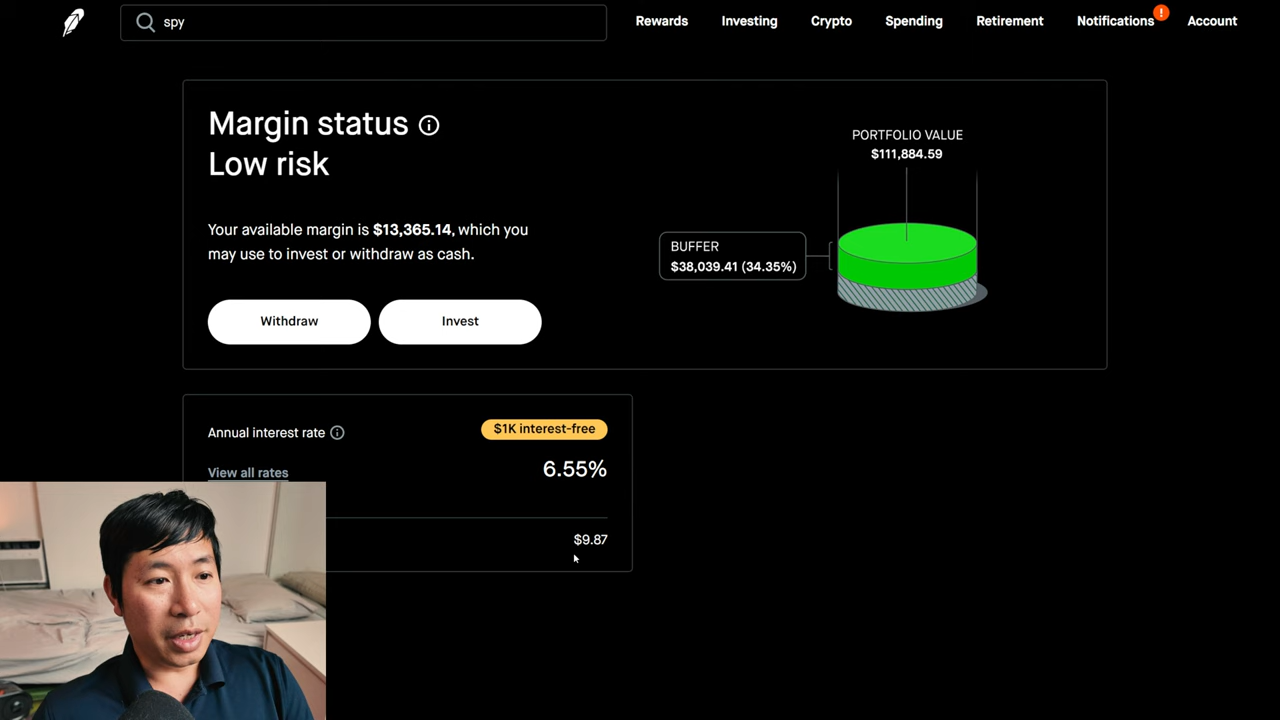 spy
Rewards
Investing
Crypto
Spending
Retirement
Notifications
!
Account
Margin status
Low risk
Your available margin is $13,365.14, which you
may use to invest or withdraw as cash.
Withdraw
Invest
PORTFOLIO VALUE
$111,884.59
BUFFER
$38,039.41 (34.35%)
Annual interest rate
$1K interest-free
View all rates
6.55%
$9.87